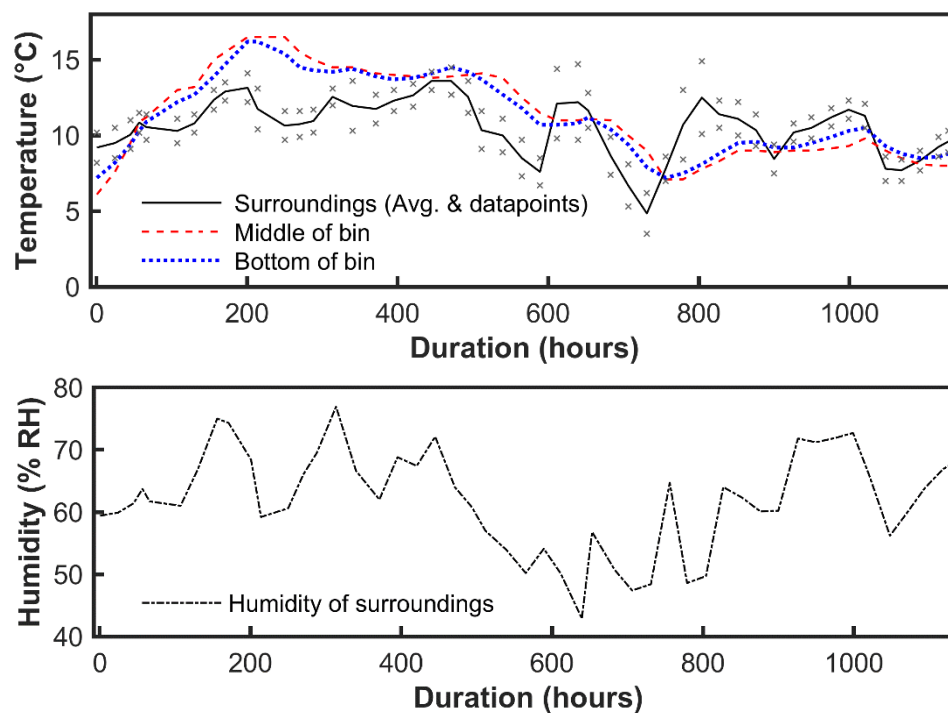 Temperature (°C)
15
10
5
0
Surroundings (Avg. & datapoints)
Middle of bin
Bottom of bin
0 200 400 600 800 1000
Duration (hours)
Humidity (% RH)
80
70
60
50
40
Humidity of surroundings
0 200 400 600 800 1000
Duration (hours)